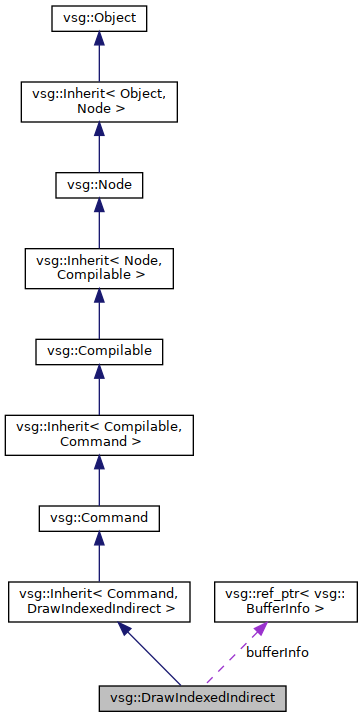 vsg::Object
vsg::Inherit< Object,
Node >
vsg::Node
vsg::Inherit< Node,
Compilable >
vsg::Compilable
vsg::Inherit< Compilable,
Command >
vsg::Command
vsg::Inherit< Command,
DrawIndexedIndirect >
vsg::ref_ptr< vsg::
BufferInfo >
bufferInfo
vsg::DrawIndexedIndirect